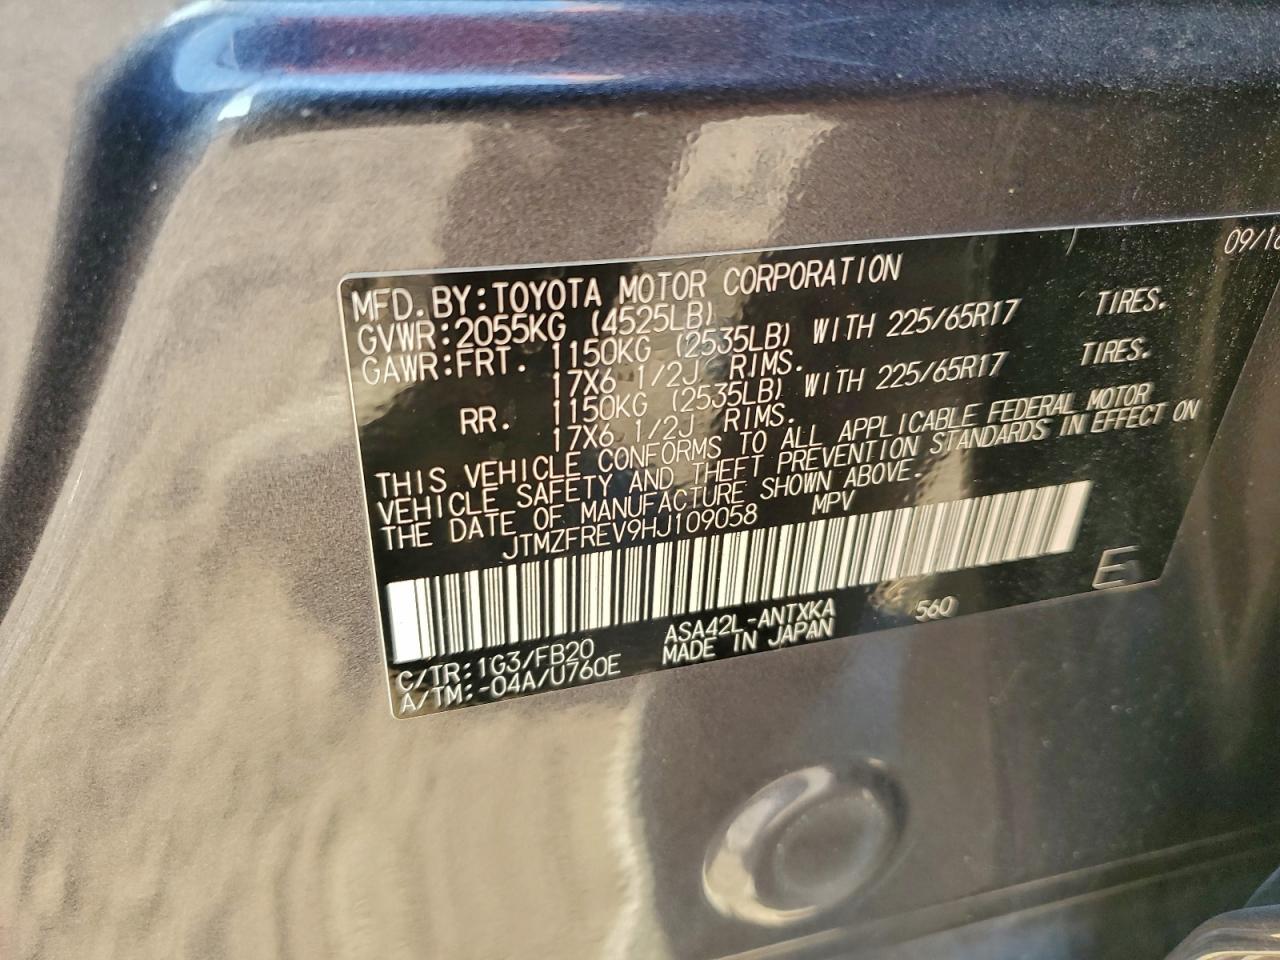 09/16
MFD. BY:TOYOTA MOTOR CORPORATION
GVWR:2055KG (4525LB)
GAWR:FRT. 1150KG (2535LB) WITH 225/65R17 TIRES.
17X6 1/2J RIMS.
RR. 1150KG (2535LB) WITH 225/65R17 TIRES.
17X6 1/2J RIMS.
THIS VEHICLE CONFORMS TO ALL APPLICABLE FEDERAL MOTOR
VEHICLE SAFETY AND THEFT PREVENTION STANDARDS IN EFFECT ON
THE DATE OF MANUFACTURE SHOWN ABOVE.
JTMZFREV9HJ109058 MPV
C/TR:1G3/FB20 ASA42L-ANTXKA 560 E
A/TM:-04A/U760E MADE IN JAPAN